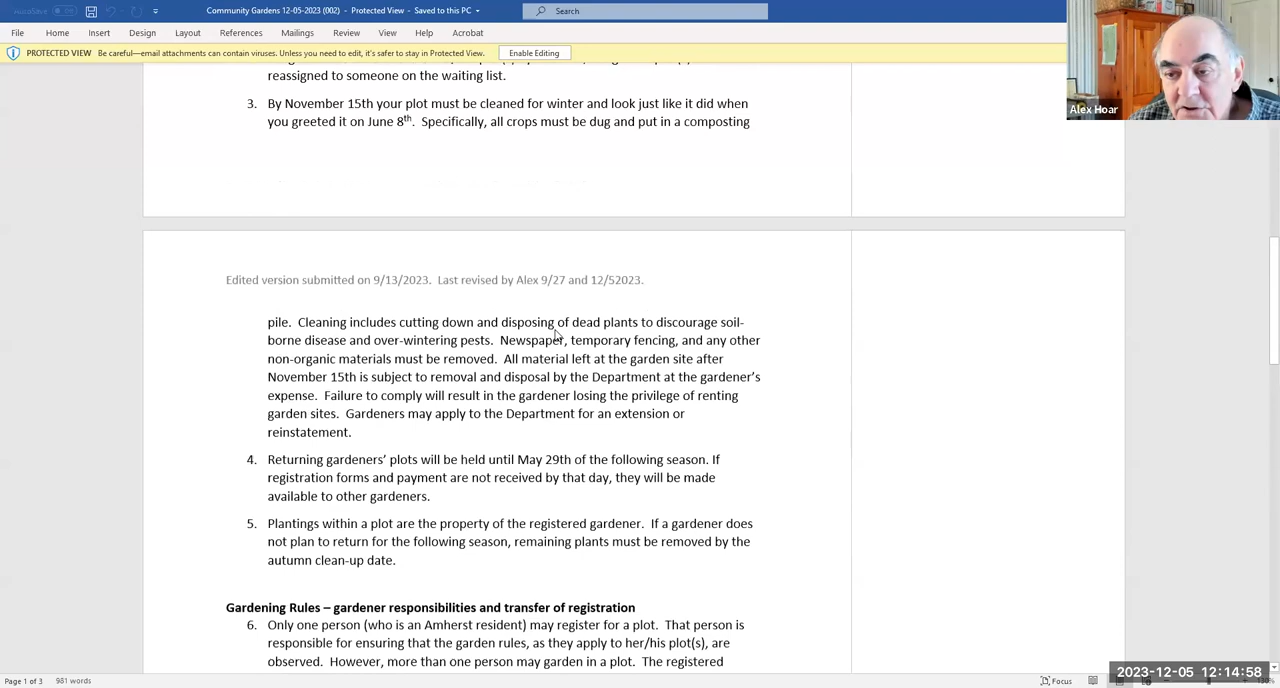 AutoSave Off
Community Gardens 12-05-2023 (002) - Protected View - Saved to this PC
Search
File Home Insert Design Layout References Mailings Review View Help Acrobat
PROTECTED VIEW Be careful—email attachments can contain viruses. Unless you need to edit, it's safer to stay in Protected View. Enable Editing
Alex Hoar
reassigned to someone on the waiting list.
3. By November 15th your plot must be cleaned for winter and look just like it did when
you greeted it on June 8th. Specifically, all crops must be dug and put in a composting
Edited version submitted on 9/13/2023. Last revised by Alex 9/27 and 12/52023.
pile. Cleaning includes cutting down and disposing of dead plants to discourage soil-
borne disease and over-wintering pests. Newspaper, temporary fencing, and any other
non-organic materials must be removed. All material left at the garden site after
November 15th is subject to removal and disposal by the Department at the gardener's
expense. Failure to comply will result in the gardener losing the privilege of renting
garden sites. Gardeners may apply to the Department for an extension or
reinstatement.
4. Returning gardeners' plots will be held until May 29th of the following season. If
registration forms and payment are not received by that day, they will be made
available to other gardeners.
5. Plantings within a plot are the property of the registered gardener. If a gardener does
not plan to return for the following season, remaining plants must be removed by the
autumn clean-up date.
Gardening Rules – gardener responsibilities and transfer of registration
6. Only one person (who is an Amherst resident) may register for a plot. That person is
responsible for ensuring that the garden rules, as they apply to her/his plot(s), are
observed. However, more than one person may garden in a plot. The registered
Page 1 of 3 981 words
Focus
2023-12-05 12:14:58